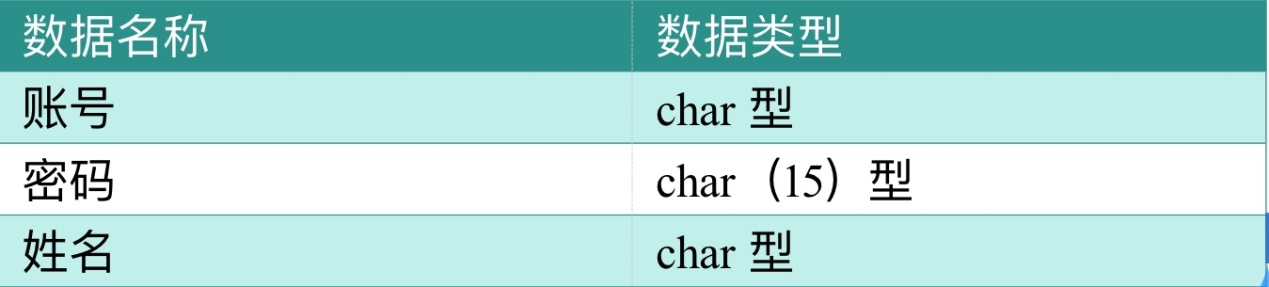 数据名称 数据类型
账号 char 型
密码 char（15）型
姓名 char 型